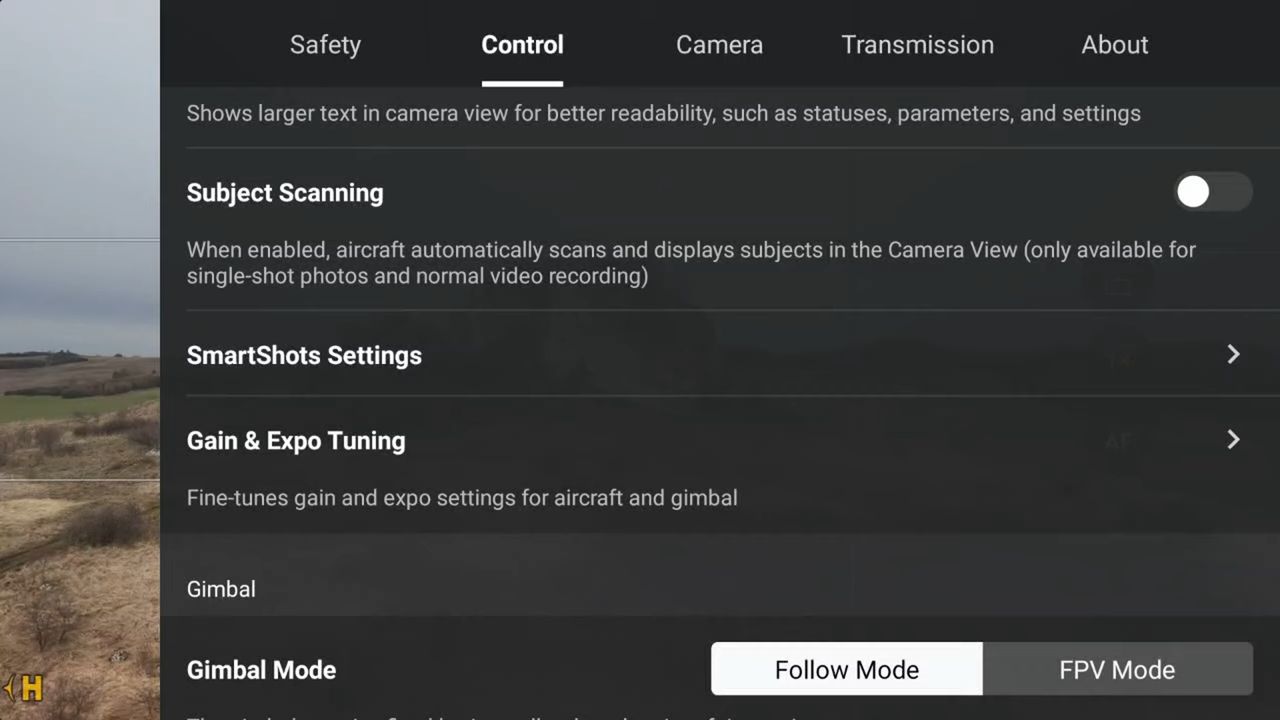 Safety Control Camera Transmission About
Shows larger text in camera view for better readability, such as statuses, parameters, and settings
Subject Scanning
When enabled, aircraft automatically scans and displays subjects in the Camera View (only available for
single-shot photos and normal video recording)
SmartShots Settings
Gain & Expo Tuning
AF
Fine-tunes gain and expo settings for aircraft and gimbal
Gimbal
Gimbal Mode Follow Mode FPV Mode
H